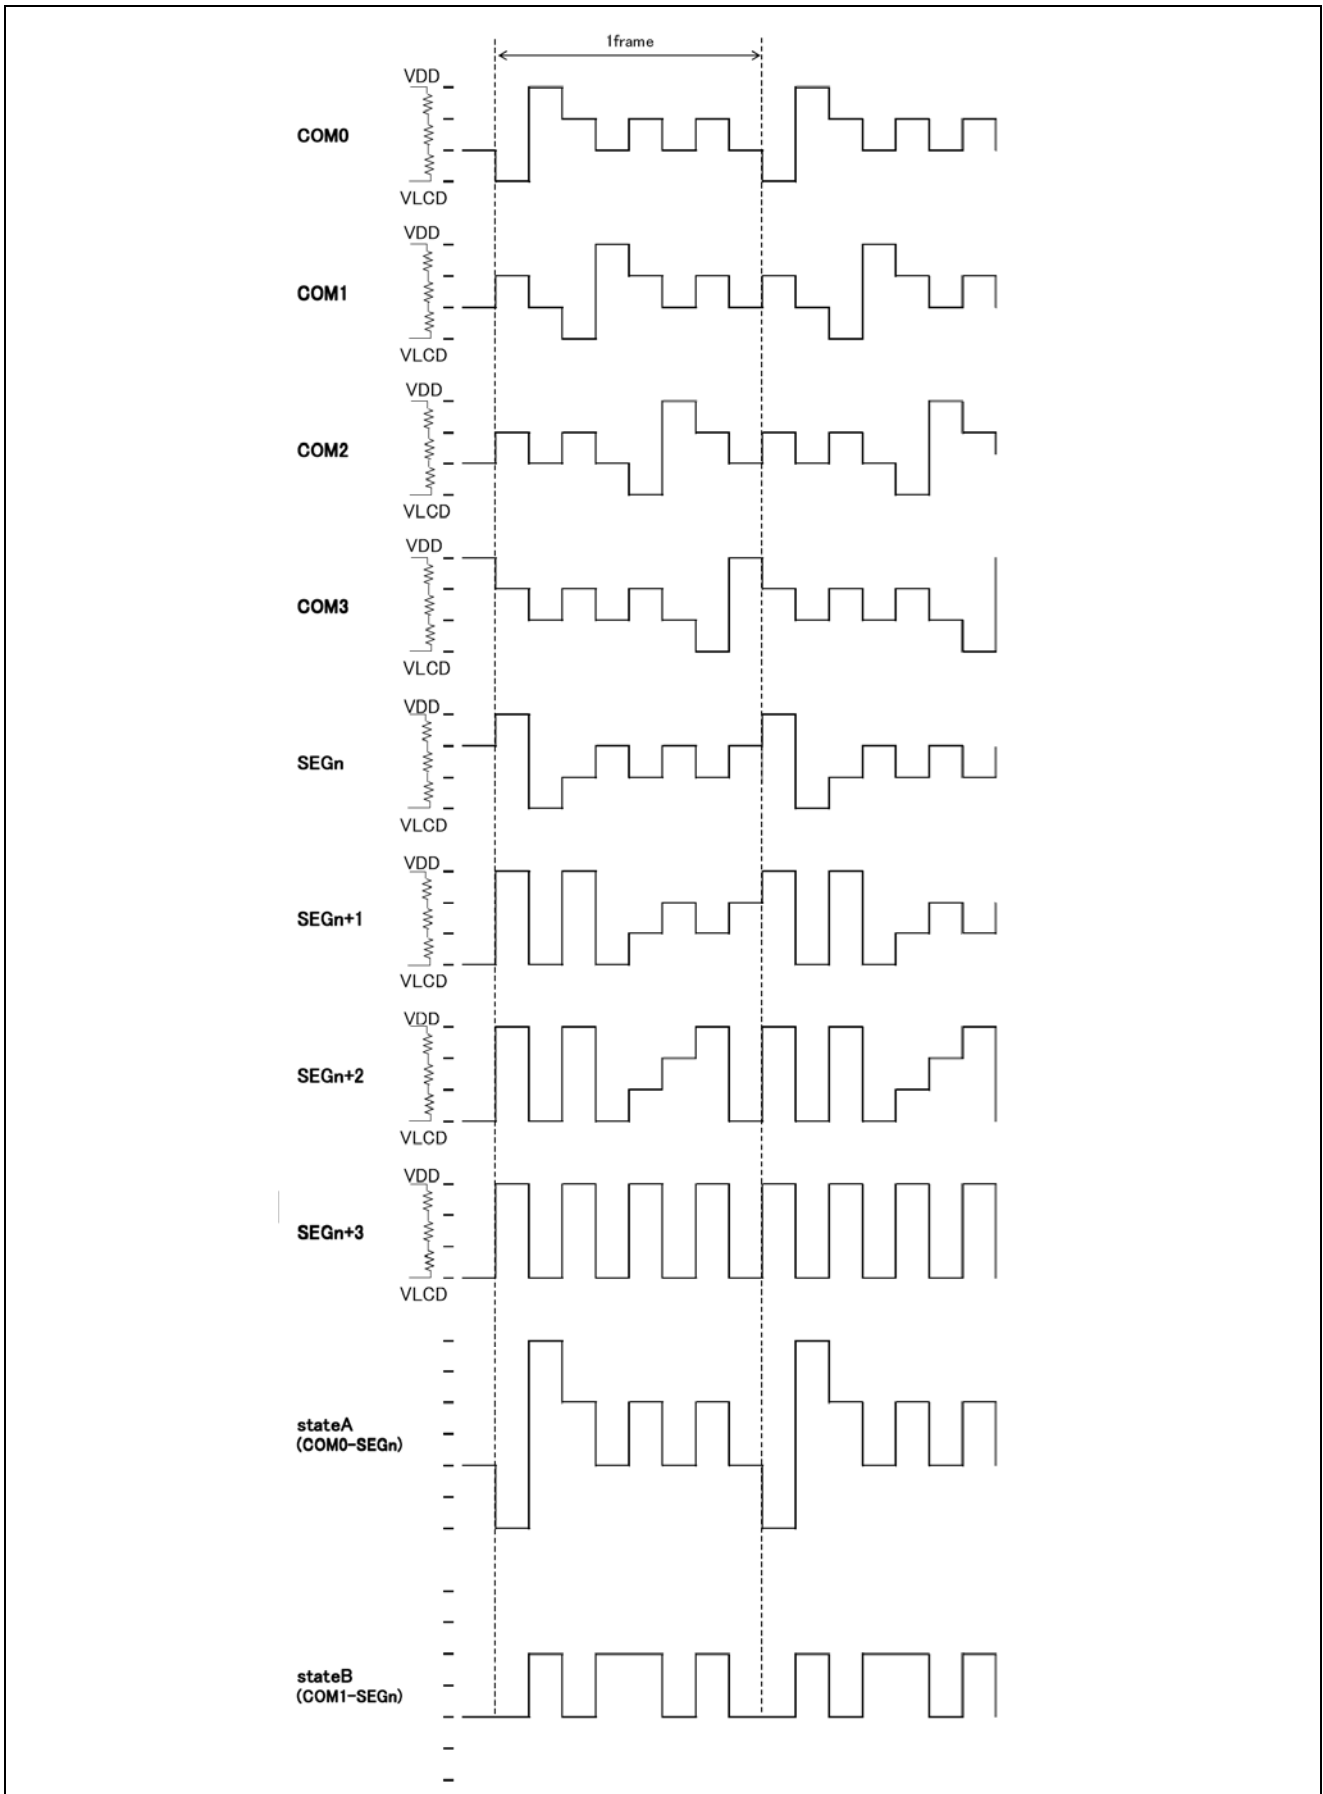 1frame
VDD
COM0
VLCD
VDD
COM1
VLCD
VDD
COM2
VLCD
VDD
COM3
VLCD
VDD
SEGn
VLCD
VDD
SEGn+1
VLCD
VDD
SEGn+2
VLCD
VDD
SEGn+3
VLCD
stateA
(COM0-SEGn)
stateB
(COM1-SEGn)